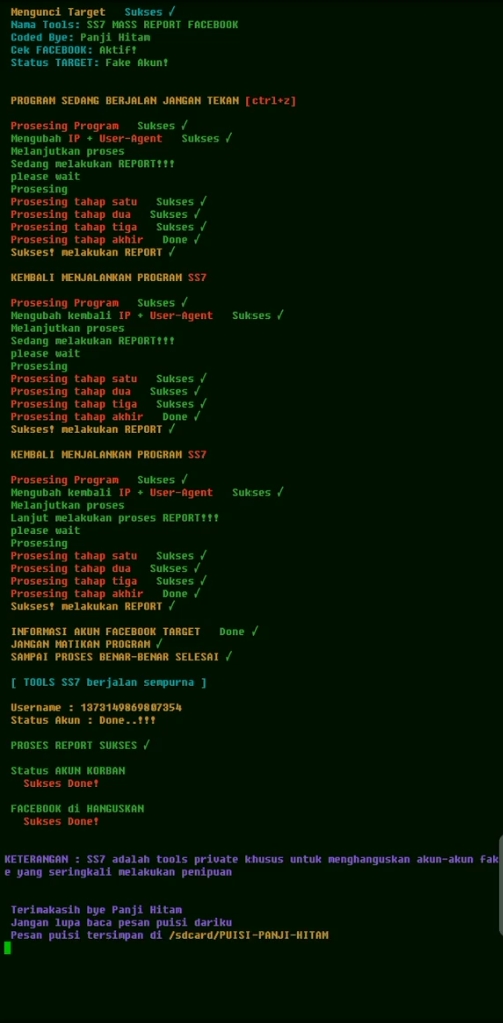 Mengunci Target   Sukses ✓
Nama Tools: SS7 MASS REPORT FACEBOOK
Coded Bye: Panji Hitam
Cek FACEBOOK: Aktif!
Status TARGET: Fake Akun!
PROGRAM SEDANG BERJALAN JANGAN TEKAN [ctrl+z]
Prosesing Program   Sukses ✓
Mengubah IP + User-Agent   Sukses ✓
Melanjutkan proses
Sedang melakukan REPORT!!!
please wait
Prosesing
Prosesing tahap satu   Sukses ✓
Prosesing tahap dua   Sukses ✓
Prosesing tahap tiga   Sukses ✓
Prosesing tahap akhir   Done ✓
Sukses! melakukan REPORT ✓
KEMBALI MENJALANKAN PROGRAM SS7
Prosesing Program   Sukses ✓
Mengubah kembali IP + User-Agent   Sukses ✓
Melanjutkan proses
Sedang melakukan REPORT!!!
please wait
Prosesing
Prosesing tahap satu   Sukses ✓
Prosesing tahap dua   Sukses ✓
Prosesing tahap tiga   Sukses ✓
Prosesing tahap akhir   Done ✓
Sukses! melakukan REPORT ✓
KEMBALI MENJALANKAN PROGRAM SS7
Prosesing Program   Sukses ✓
Mengubah kembali IP + User-Agent   Sukses ✓
Melanjutkan proses
Lanjut melakukan proses REPORT!!!
please wait
Prosesing
Prosesing tahap satu   Sukses ✓
Prosesing tahap dua   Sukses ✓
Prosesing tahap tiga   Sukses ✓
Prosesing tahap akhir   Done ✓
Sukses! melakukan REPORT ✓
INFORMASI AKUN FACEBOOK TARGET   Done ✓
JANGAN MATIKAN PROGRAM ✓
SAMPAI PROSES BENAR-BENAR SELESAI ✓
[ TOOLS SS7 berjalan sempurna ]
Username : 1373149869807354
Status Akun : Done..!!!
PROSES REPORT SUKSES ✓
Status AKUN KORBAN
Sukses Done!
FACEBOOK di HANGUSKAN
Sukses Done!
KETERANGAN : SS7 adalah tools private khusus untuk menghanguskan akun-akun fak
e yang seringkali melakukan penipuan
Terimakasih bye Panji Hitam
Jangan lupa baca pesan puisi dariku
Pesan puisi tersimpan di /sdcard/PUISI-PANJI-HITAM